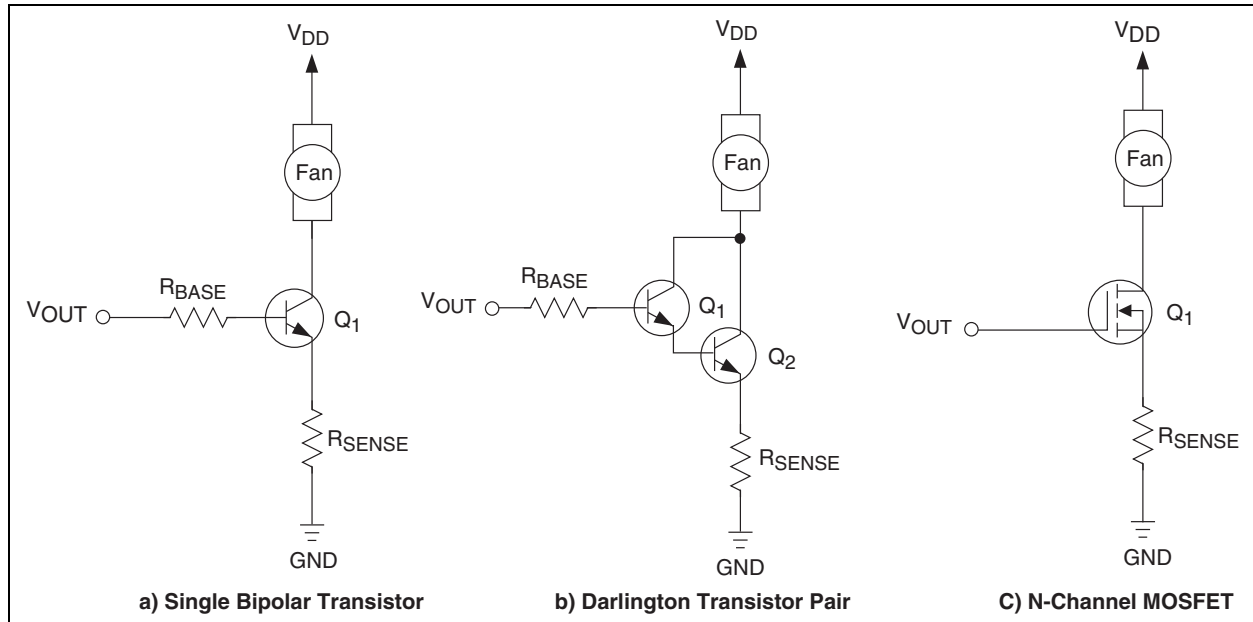 VDD
Fan
RBASE
VOUT
Q1
RSENSE
GND
a) Single Bipolar Transistor
VDD
Fan
RBASE
VOUT
Q1
Q2
RSENSE
GND
b) Darlington Transistor Pair
VDD
Fan
VOUT
Q1
RSENSE
GND
C) N-Channel MOSFET